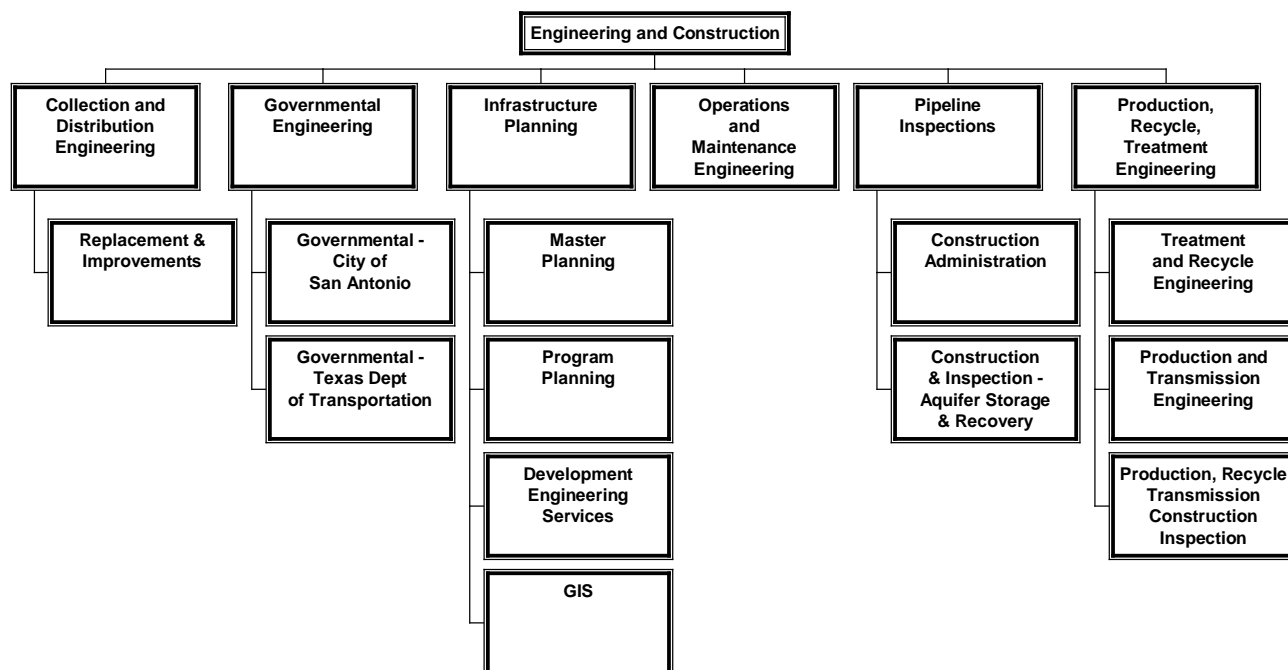 Engineering and Construction
Collection and
Distribution
Engineering
Governmental
Engineering
Infrastructure
Planning
Operations
and
Maintenance
Engineering
Pipeline
Inspections
Production,
Recycle,
Treatment
Engineering
Replacement &
Improvements
Governmental -
City of
San Antonio
Master
Planning
Construction
Administration
Treatment
and Recycle
Engineering
Governmental -
Texas Dept
of Transportation
Program
Planning
Construction
& Inspection -
Aquifer Storage
& Recovery
Production and
Transmission
Engineering
Development
Engineering
Services
Production, Recycle
Transmission
Construction
Inspection
GIS